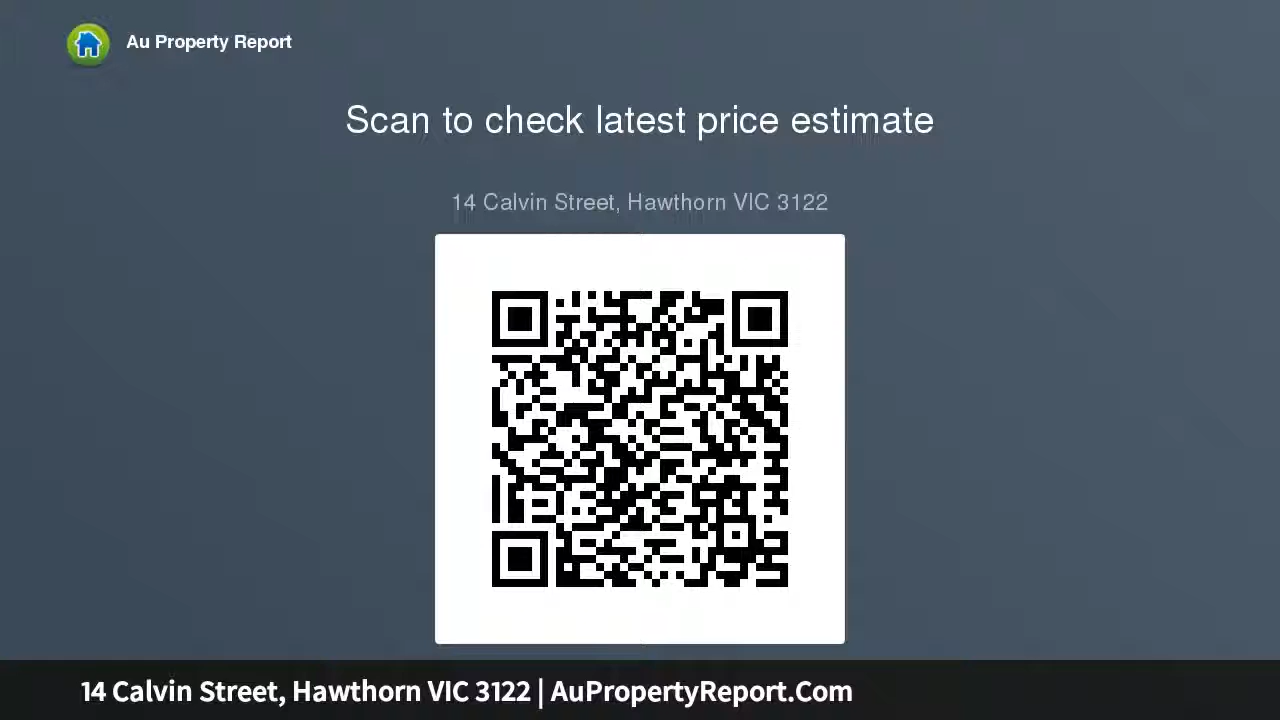 Au Property Report
Scan to check latest price estimate
14 Calvin Street, Hawthorn VIC 3122
14 Calvin Street, Hawthorn VIC 3122 | AuPropertyReport.Com